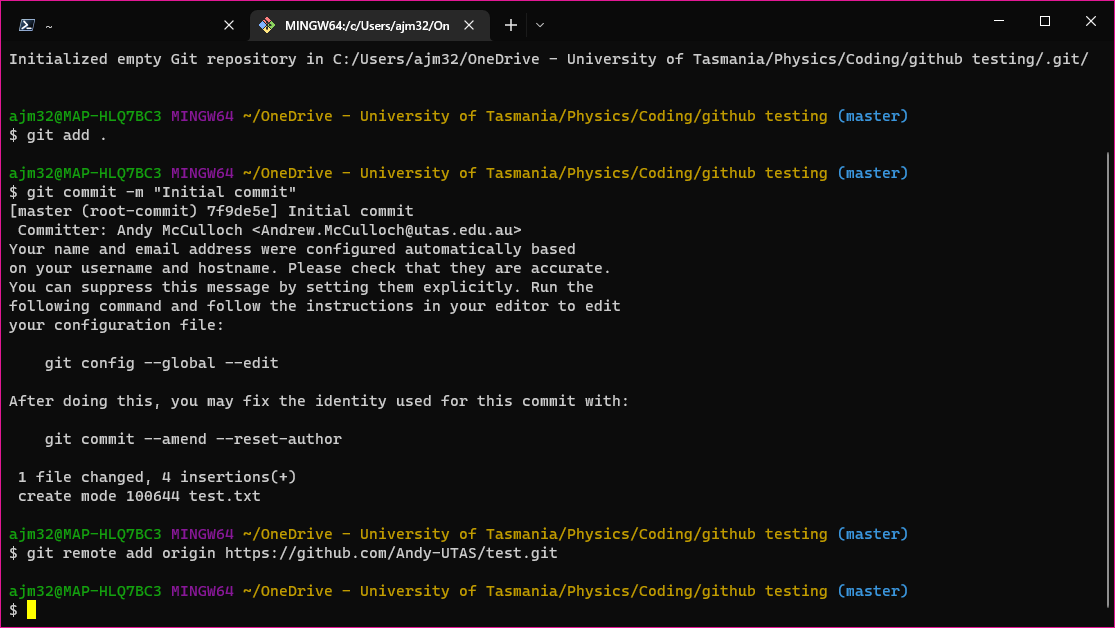 ~
MINGW64:/c/Users/ajm32/On
Initialized empty Git repository in C:/Users/ajm32/OneDrive - University of Tasmania/Physics/Coding/github testing/.git/
ajm32@MAP-HLQ7BC3 MINGW64 ~/OneDrive - University of Tasmania/Physics/Coding/github testing (master)
$ git add .
ajm32@MAP-HLQ7BC3 MINGW64 ~/OneDrive - University of Tasmania/Physics/Coding/github testing (master)
$ git commit -m "Initial commit"
[master (root-commit) 7f9de5e] Initial commit
 Committer: Andy McCulloch <Andrew.McCulloch@utas.edu.au>
Your name and email address were configured automatically based
on your username and hostname. Please check that they are accurate.
You can suppress this message by setting them explicitly. Run the
following command and follow the instructions in your editor to edit
your configuration file:
    git config --global --edit
After doing this, you may fix the identity used for this commit with:
    git commit --amend --reset-author
 1 file changed, 4 insertions(+)
 create mode 100644 test.txt
ajm32@MAP-HLQ7BC3 MINGW64 ~/OneDrive - University of Tasmania/Physics/Coding/github testing (master)
$ git remote add origin https://github.com/Andy-UTAS/test.git
ajm32@MAP-HLQ7BC3 MINGW64 ~/OneDrive - University of Tasmania/Physics/Coding/github testing (master)
$